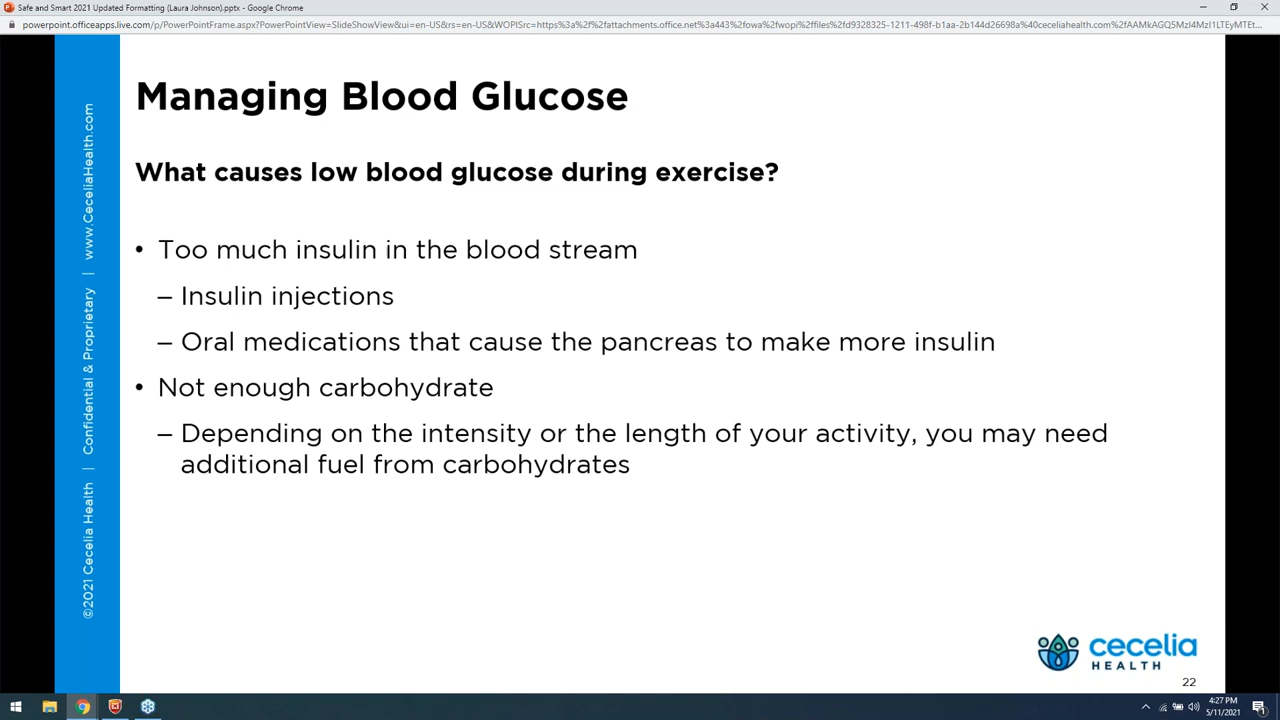 Safe and Smart 2021 Updated Formatting (Laura Johnson).pptx - Google Chrome
Managing Blood Glucose
What causes low blood glucose during exercise?
• Too much insulin in the blood stream
– Insulin injections
– Oral medications that cause the pancreas to make more insulin
• Not enough carbohydrate
– Depending on the intensity or the length of your activity, you may need
additional fuel from carbohydrates
©2021 Cecelia Health | Confidential & Proprietary | www.CeceliaHealth.com
cecelia
HEALTH
22
4:27 PM
5/11/2021